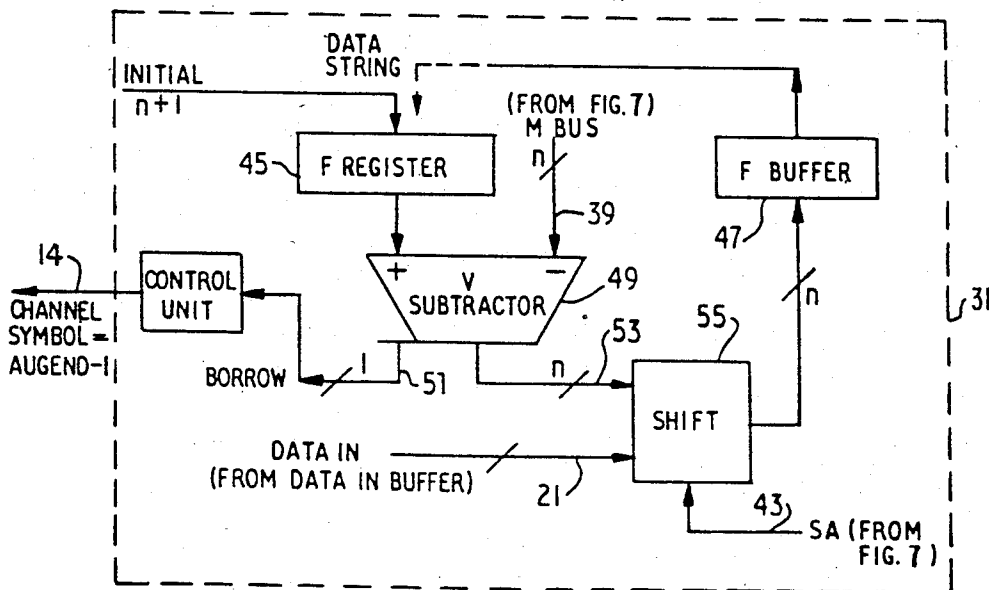 DATA
STRING
INITIAL
n+1
(FROM FIG. 7)
M BUS
n
45
F REGISTER
F BUFFER
39
47
14
CONTROL
UNIT
+
-
V
SUBTRACTOR
49
n
31
CHANNEL
SYMBOL =
AUGEND-1
BORROW
1
51
n
53
55
SHIFT
DATA IN
(FROM DATA IN BUFFER)
21
43
SA (FROM
FIG. 7)